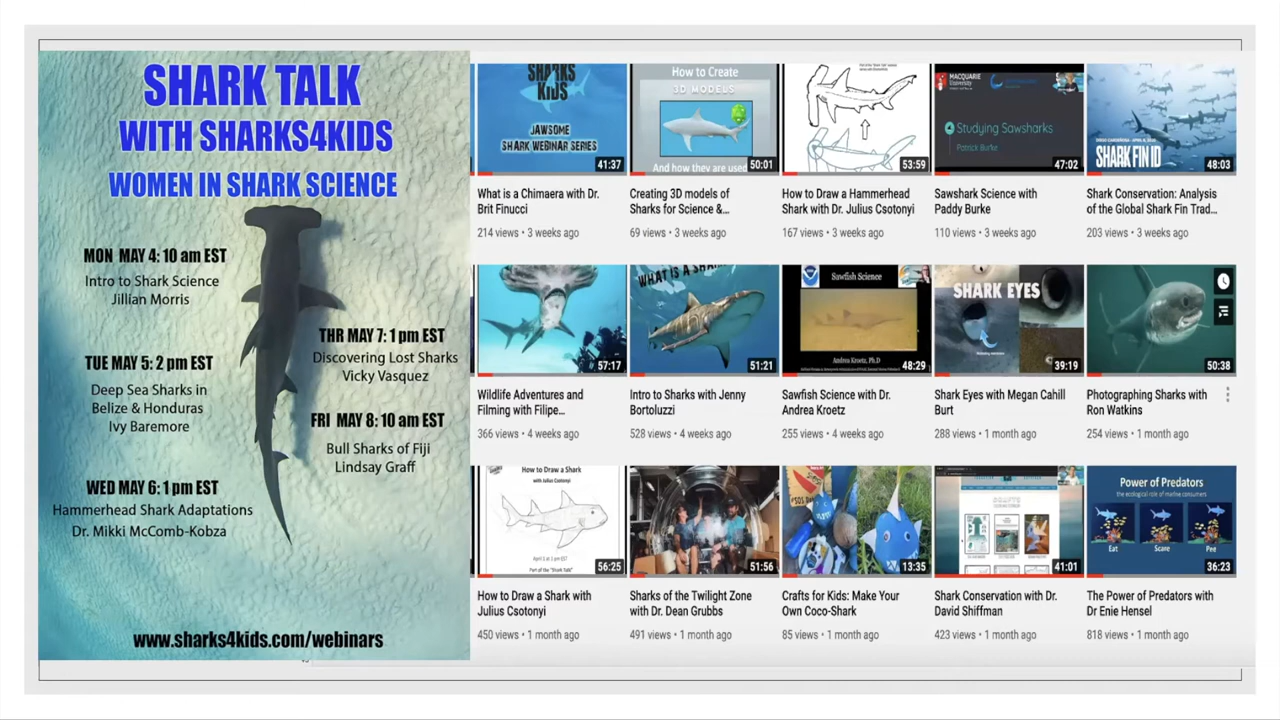 SHARK TALK
WITH SHARKS4KIDS
WOMEN IN SHARK SCIENCE
MON MAY 4: 10 am EST
Intro to Shark Science
Jillian Morris
TUE MAY 5: 2 pm EST
Deep Sea Sharks in
Belize & Honduras
Ivy Baremore
WED MAY 6: 1 pm EST
Hammerhead Shark Adaptations
Dr. Mikki McComb-Kobza
THR MAY 7: 1 pm EST
Discovering Lost Sharks
Vicky Vasquez
FRI MAY 8: 10 am EST
Bull Sharks of Fiji
Lindsay Graff
www.sharks4kids.com/webinars
SHARKS
KIDS
JAWSOME
SHARK WEBINAR SERIES
41:37
What is a Chimaera with Dr.
Brit Finucci
214 views • 3 weeks ago
How to Create
3D MODELS
And how they are used
50:01
Creating 3D models of
Sharks for Science &...
69 views • 3 weeks ago
53:59
How to Draw a Hammerhead
Shark with Dr. Julius Csotonyi
167 views • 3 weeks ago
MACQUARIE
University
Studying Sawsharks
Patrick Burke
47:02
Sawshark Science with
Paddy Burke
110 views • 3 weeks ago
SHARK FIN ID
48:03
Shark Conservation: Analysis
of the Global Shark Fin Trad...
203 views • 3 weeks ago
57:17
Wildlife Adventures and
Filming with Filipe...
366 views • 4 weeks ago
WHAT IS A SHARK
51:21
Intro to Sharks with Jenny
Bortoluzzi
528 views • 4 weeks ago
Sawfish Science
Andrea Kroetz, Ph.D
48:29
Sawfish Science with Dr.
Andrea Kroetz
255 views • 4 weeks ago
SHARK EYES
39:19
Shark Eyes with Megan Cahill
Burt
288 views • 1 month ago
50:38
Photographing Sharks with
Ron Watkins
254 views • 1 month ago
How to Draw a Shark
with Julius Csotonyi
April 3 at 1 pm EST
Part of the "Shark Talk"
56:25
How to Draw a Shark with
Julius Csotonyi
450 views • 1 month ago
51:56
Sharks of the Twilight Zone
with Dr. Dean Grubbs
491 views • 1 month ago
13:35
Crafts for Kids: Make Your
Own Coco-Shark
85 views • 1 month ago
CRAFTS
41:01
Shark Conservation with Dr.
David Shiffman
423 views • 1 month ago
Power of Predators
the ecological role of marine consumers
Eat
Scare
Pee
36:23
The Power of Predators with
Dr Enie Hensel
818 views • 1 month ago